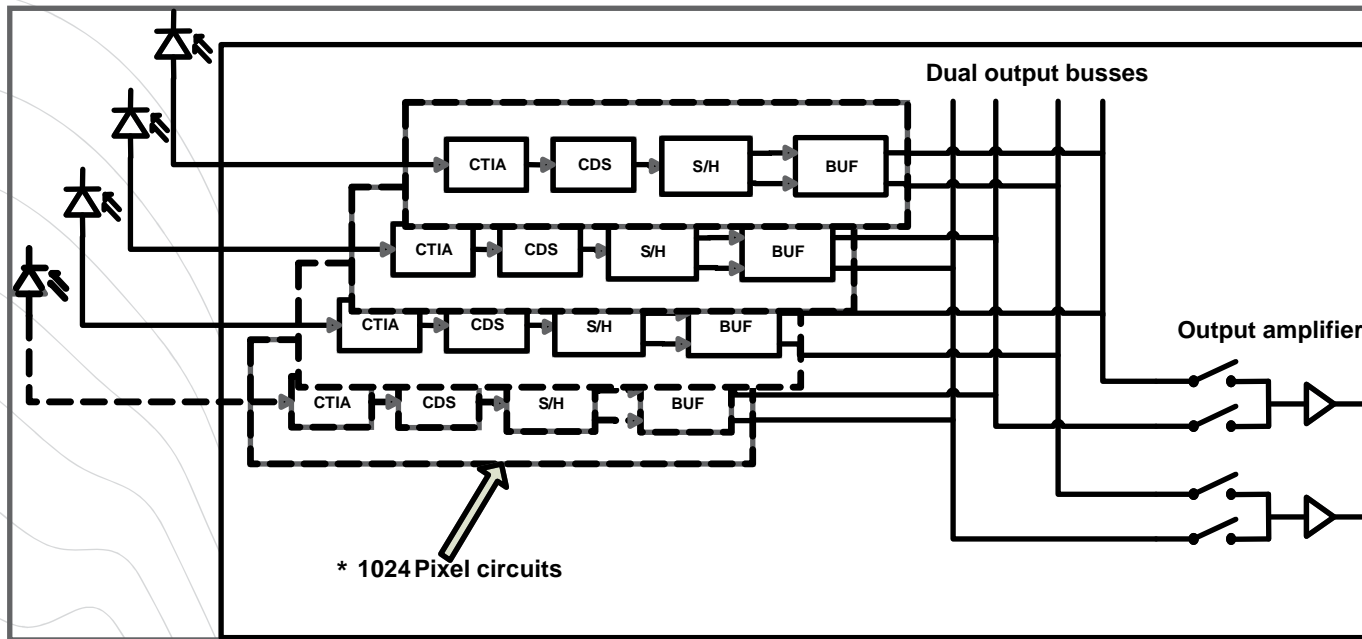 Dual output busses
CTIA CDS S/H BUF
CTIA CDS S/H BUF
CTIA CDS S/H BUF
Output amplifier
CTIA CDS S/H BUF
* 1024 Pixel circuits